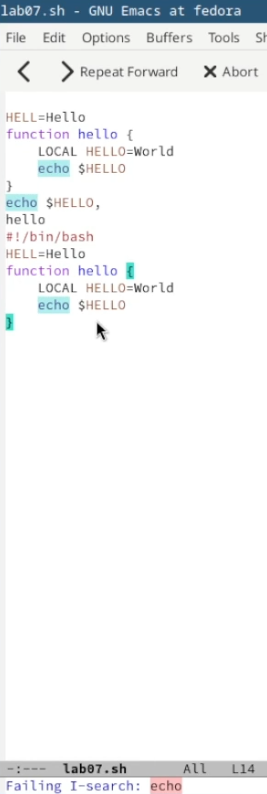 lab07.sh - GNU Emacs at fedora
File Edit Options Buffers Tools Sh
Repeat Forward Abort
HELL=Hello
function hello {
    LOCAL HELLO=World
    echo $HELLO
}
echo $HELLO,
hello
#!/bin/bash
HELL=Hello
function hello {
    LOCAL HELLO=World
    echo $HELLO
}
-:--- lab07.sh All L14
Failing I-search: echo